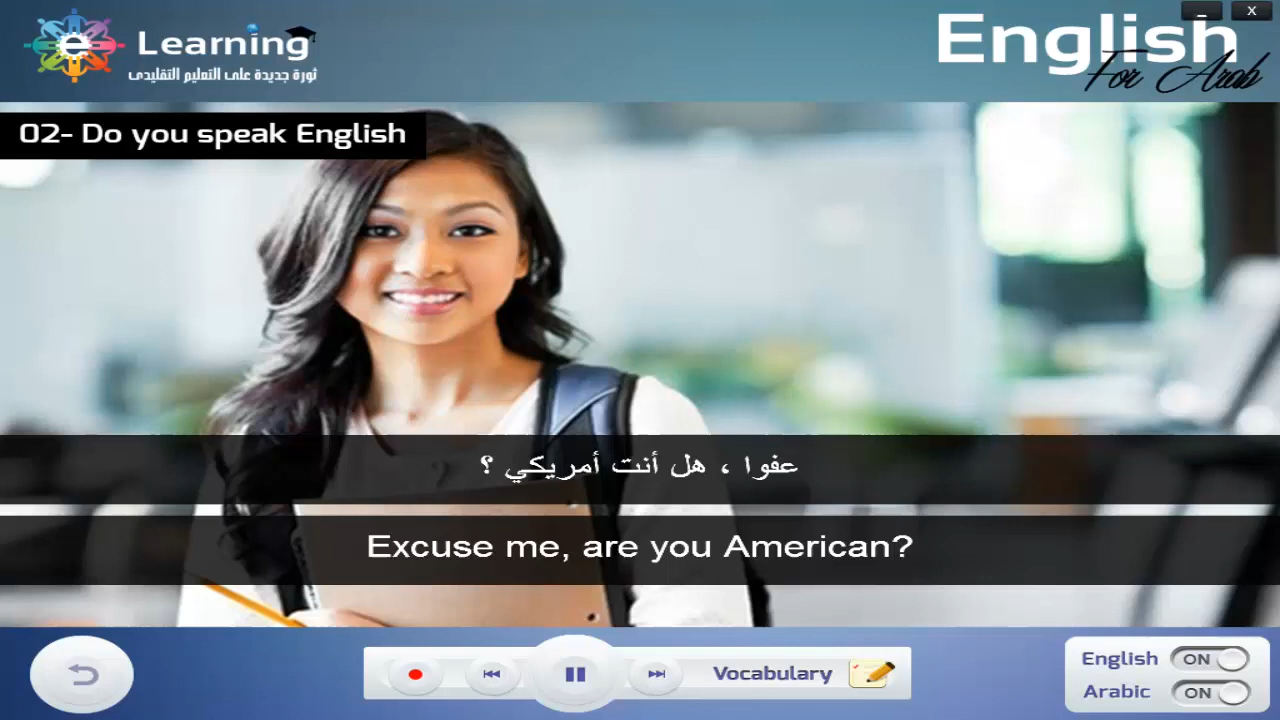 e Learning
ثورة جديدة على التعليم التقليدى
English
For Arab
02- Do you speak English
عفوا ، هل أنت أمريكي ؟
Excuse me, are you American?
Vocabulary
English ON
Arabic ON